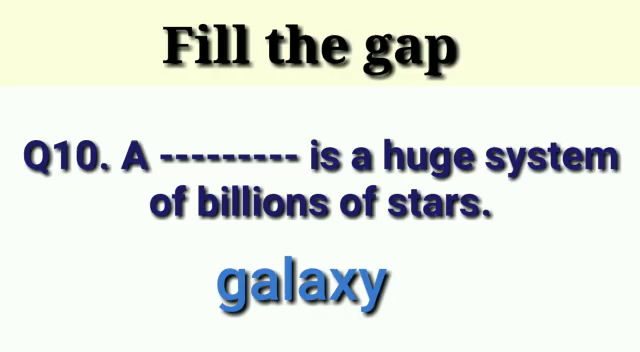 Fill the gap
Q10. A --------- is a huge system
of billions of stars.
galaxy